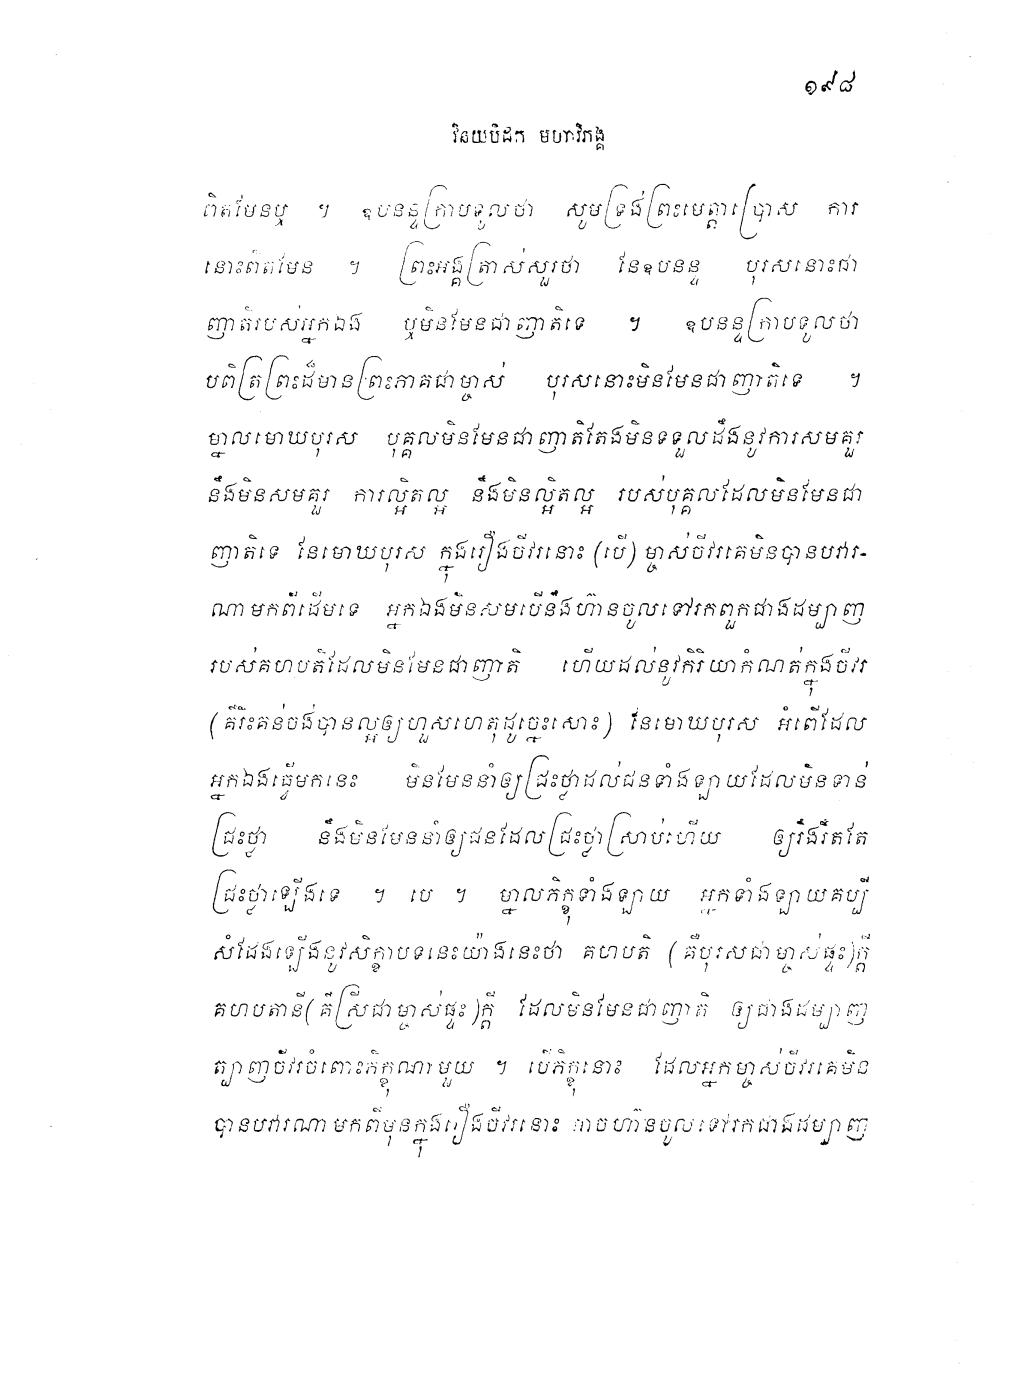 ១៩៨
វិនយបិដក មហាវិភង្គ
ពិតមែនឬ ។ ឧបនន្ទក្រាបទូលថា សូមទ្រង់ព្រះមេត្តាប្រោស ការ
នោះពិតមែន ។ ព្រះអង្គត្រាស់សួរថា នែឧបនន្ទ បុរសនោះជា
ញាតិរបស់អ្នកឯង ឬមិនមែនជាញាតិទេ ។ ឧបនន្ទក្រាបទូលថា
បពិត្រព្រះដ៏មានព្រះភាគជាម្ចាស់ បុរសនោះមិនមែនជាញាតិទេ ។
ម្នាលមោឃបុរស បុគ្គលមិនមែនជាញាតិតែងមិនទទួលដឹងនូវការសមគួរ
នឹងមិនសមគួរ ការល្អិតល្អ នឹងមិនល្អិតល្អ របស់បុគ្គលដែលមិនមែនជា
ញាតិទេ នែមោឃបុរស ក្នុងរឿងចីវរនោះ (បើ) ម្ចាស់ចីវរគេមិនបានបវារ-
ណាមកពីដើមទេ អ្នកឯងមិនសមបើនឹងហ៊ានចូលទៅរកពួកជាងដម្បាញ
របស់គហបតិដែលមិនមែនជាញាតិ ហើយដល់នូវកិរិយាកំណត់ក្នុងចីវរ
(គឺរិះគន់ចង់បានល្អឲ្យហួសហេតុដូច្នេះសោះ) នែមោឃបុរស អំពើដែល
អ្នកឯងធ្វើមកនេះ មិនមែននាំឲ្យជ្រះថ្លាដល់ជនទាំងឡាយដែលមិនទាន់
ជ្រះថ្លា នឹងមិនមែននាំឲ្យជនដែលជ្រះថ្លាស្រាប់ហើយ ឲ្យរឹងរឹតតែ
ជ្រះថ្លាឡើងទេ ។ បេ ។ ម្នាលភិក្ខុទាំងឡាយ អ្នកទាំងឡាយគប្បី
សំដែងឡើងនូវសិក្ខាបទនេះយ៉ាងនេះថា គហបតិ (គឺបុរសជាម្ចាស់ផ្ទះ)ក្តី
គហបតានី(គឺស្រីជាម្ចាស់ផ្ទះ)ក្តី ដែលមិនមែនជាញាតិ ឲ្យជាងដម្បាញ
ត្បាញចីវរចំពោះភិក្ខុណាមួយ ។ បើភិក្ខុនោះ ដែលអ្នកម្ចាស់ចីវរគេមិន
បានបវារណាមកពីមុនក្នុងរឿងចីវរនោះ អាចហ៊ានចូលទៅរកជាងដម្បាញ